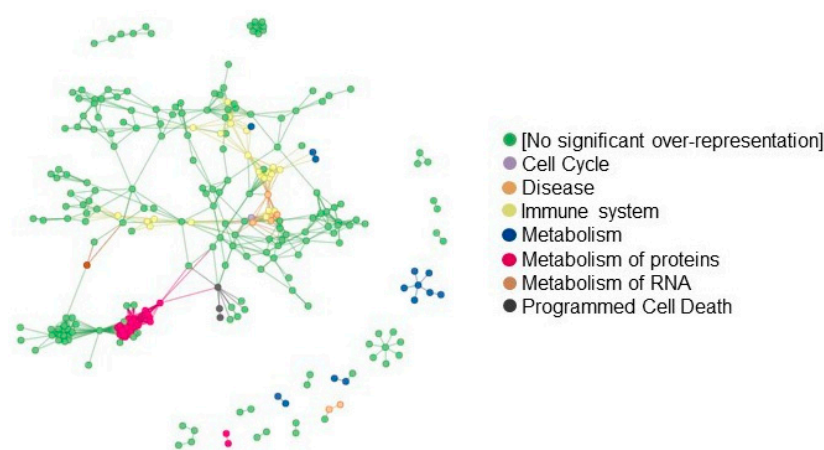 [No significant over-representation]
Cell Cycle
Disease
Immune system
Metabolism
Metabolism of proteins
Metabolism of RNA
Programmed Cell Death